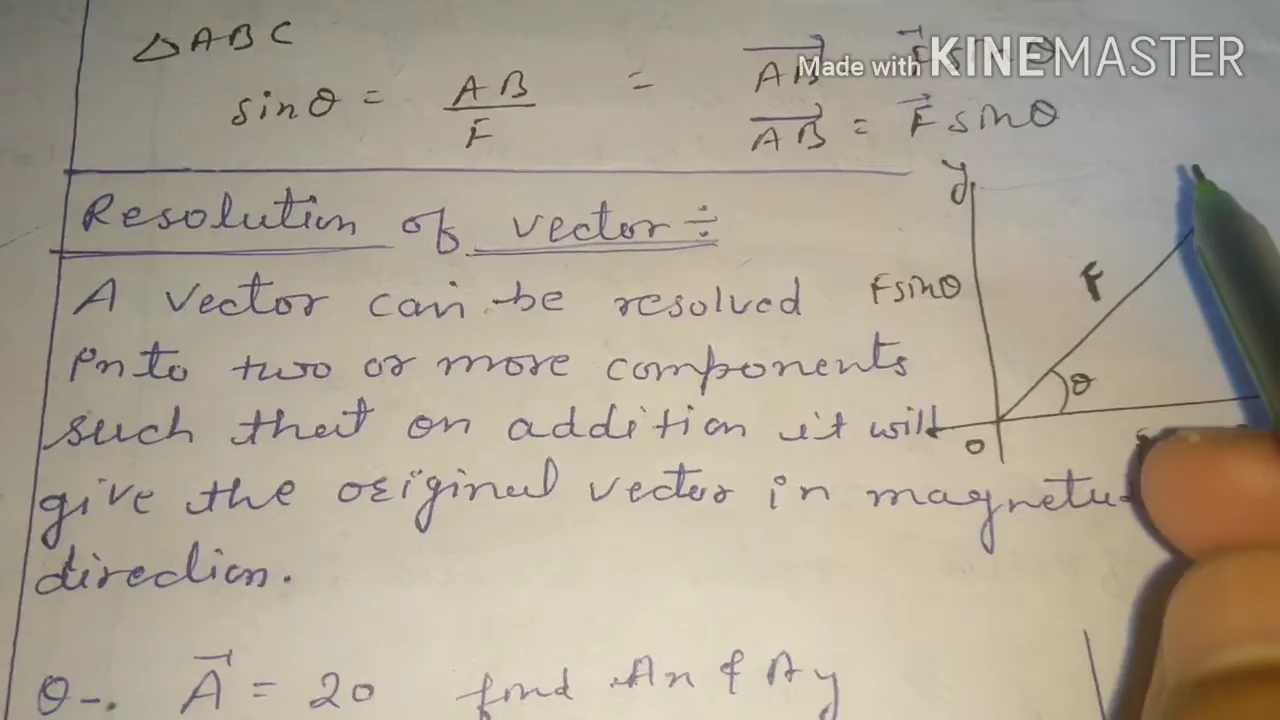 △ABC
sinθ = AB / F = AB
Made with KINEMASTER
AB = F sinθ
Resolution of vector ÷
y
A vector can be resolved
F sinθ
F
into two or more components
θ
such that on addition it will
O
give the original vector in magnetu
direction.
Q-. A = 20 find Ax & Ay